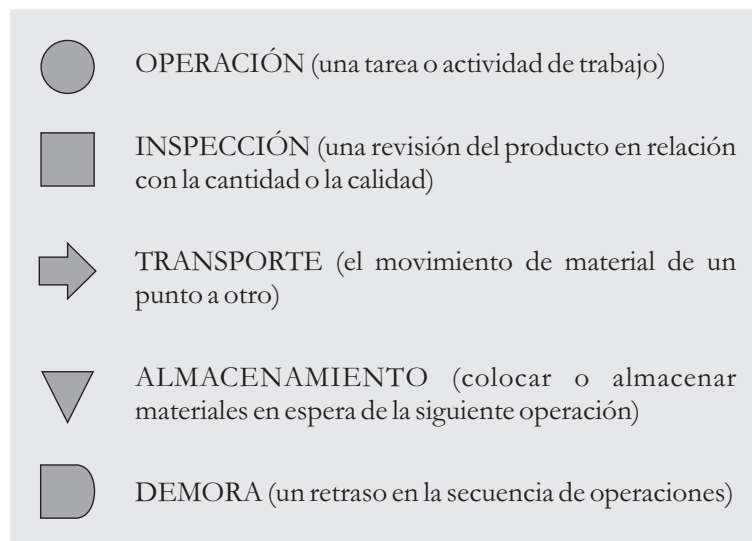 OPERACIÓN (una tarea o actividad de trabajo)
INSPECCIÓN (una revisión del producto en relación
con la cantidad o la calidad)
TRANSPORTE (el movimiento de material de un
punto a otro)
ALMACENAMIENTO (colocar o almacenar
materiales en espera de la siguiente operación)
DEMORA (un retraso en la secuencia de operaciones)